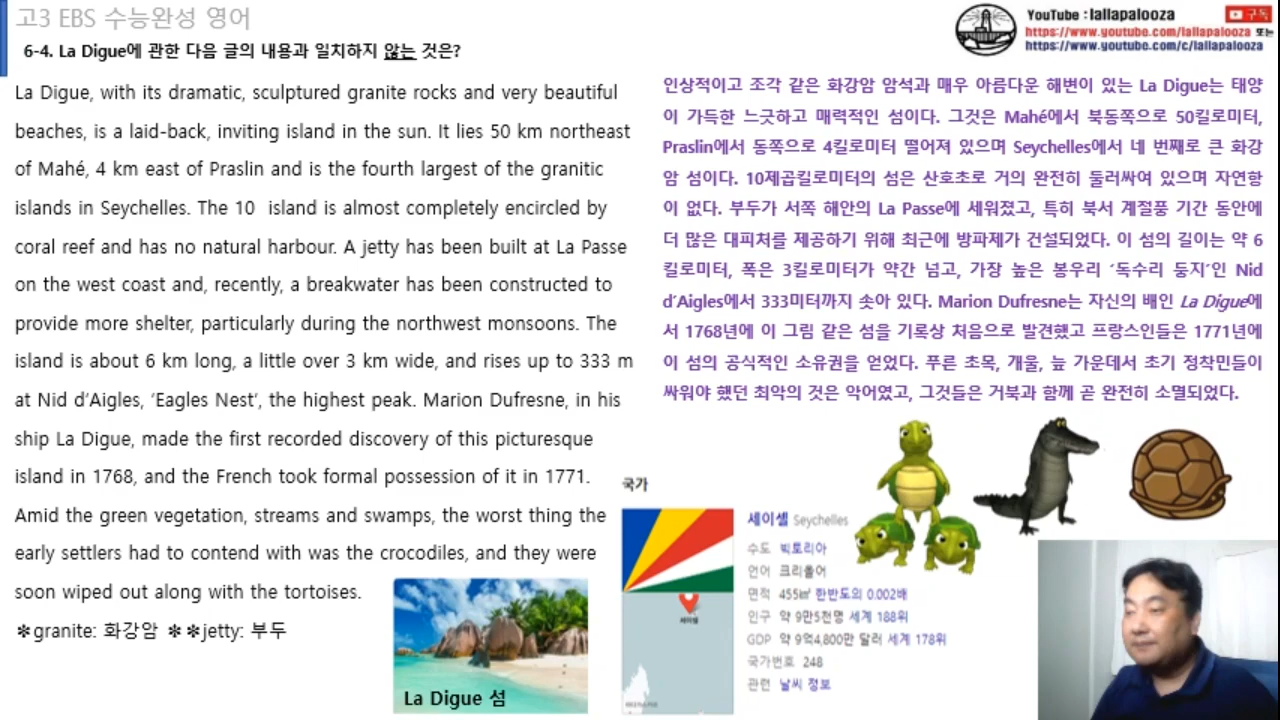 고3 EBS 수능완성 영어
6-4. La Digue에 관한 다음 글의 내용과 일치하지 않는 것은?
YouTube : lallapalooza
구독
https://www.youtube.com/lallapalooza 또는
https://www.youtube.com/c/lallapalooza
La Digue, with its dramatic, sculptured granite rocks and very beautiful
beaches, is a laid-back, inviting island in the sun. It lies 50 km northeast
of Mahé, 4 km east of Praslin and is the fourth largest of the granitic
islands in Seychelles. The 10 island is almost completely encircled by
coral reef and has no natural harbour. A jetty has been built at La Passe
on the west coast and, recently, a breakwater has been constructed to
provide more shelter, particularly during the northwest monsoons. The
island is about 6 km long, a little over 3 km wide, and rises up to 333 m
at Nid d'Aigles, 'Eagles Nest', the highest peak. Marion Dufresne, in his
ship La Digue, made the first recorded discovery of this picturesque
island in 1768, and the French took formal possession of it in 1771.
Amid the green vegetation, streams and swamps, the worst thing the
early settlers had to contend with was the crocodiles, and they were
soon wiped out along with the tortoises.
＊granite: 화강암 ＊＊jetty: 부두
인상적이고 조각 같은 화강암 암석과 매우 아름다운 해변이 있는 La Digue는 태양
이 가득한 느긋하고 매력적인 섬이다. 그것은 Mahé에서 북동쪽으로 50킬로미터,
Praslin에서 동쪽으로 4킬로미터 떨어져 있으며 Seychelles에서 네 번째로 큰 화강
암 섬이다. 10제곱킬로미터의 섬은 산호초로 거의 완전히 둘러싸여 있으며 자연항
이 없다. 부두가 서쪽 해안의 La Passe에 세워졌고, 특히 북서 계절풍 기간 동안에
더 많은 대피처를 제공하기 위해 최근에 방파제가 건설되었다. 이 섬의 길이는 약 6
킬로미터, 폭은 3킬로미터가 약간 넘고, 가장 높은 봉우리 '독수리 둥지'인 Nid
d'Aigles에서 333미터까지 솟아 있다. Marion Dufresne는 자신의 배인 La Digue에
서 1768년에 이 그림 같은 섬을 기록상 처음으로 발견했고 프랑스인들은 1771년에
이 섬의 공식적인 소유권을 얻었다. 푸른 초목, 개울, 늪 가운데서 초기 정착민들이
싸워야 했던 최악의 것은 악어였고, 그것들은 거북과 함께 곧 완전히 소멸되었다.
La Digue 섬
국가
세이셸
세이셸 Seychelles
수도 빅토리아
언어 크리올어
면적 455㎢ 한반도의 0.002배
인구 약 9만5천명 세계 188위
GDP 약 9억4,800만 달러 세계 178위
국가번호 248
관련 날씨 정보